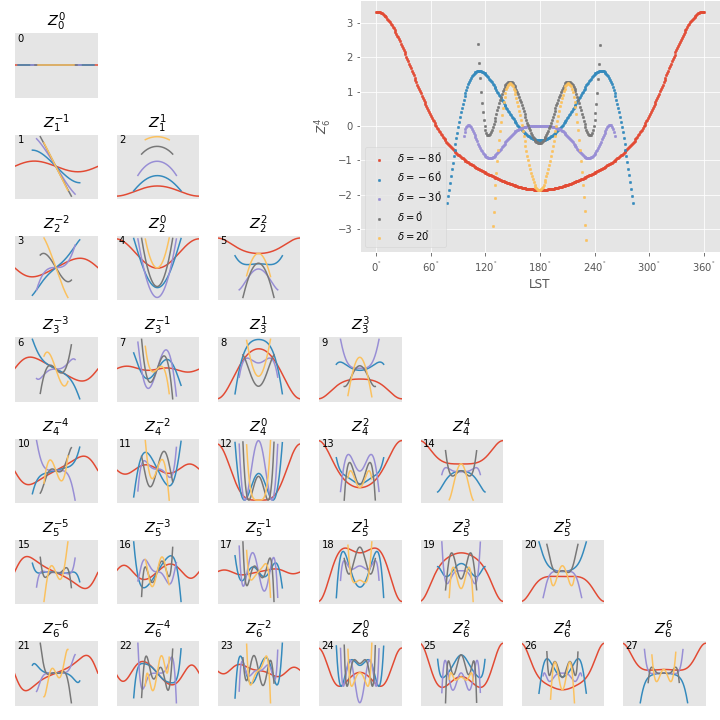 Z_0^0
0
Z_1^{-1} Z_1^1
1 2
Z_2^{-2} Z_2^0 Z_2^2
3 4 5
Z_3^{-3} Z_3^{-1} Z_3^1 Z_3^3
6 7 8 9
Z_4^{-4} Z_4^{-2} Z_4^0 Z_4^2 Z_4^4
10 11 12 13 14
Z_5^{-5} Z_5^{-3} Z_5^{-1} Z_5^1 Z_5^3 Z_5^5
15 16 17 18 19 20
Z_6^{-6} Z_6^{-4} Z_6^{-2} Z_6^0 Z_6^2 Z_6^4 Z_6^6
21 22 23 24 25 26 27
Z_6^4
3
2
1
0
−1
−2
−3
δ = −80°
δ = −60°
δ = −30°
δ = 0°
δ = 20°
0° 60° 120° 180° 240° 300° 360°
LST